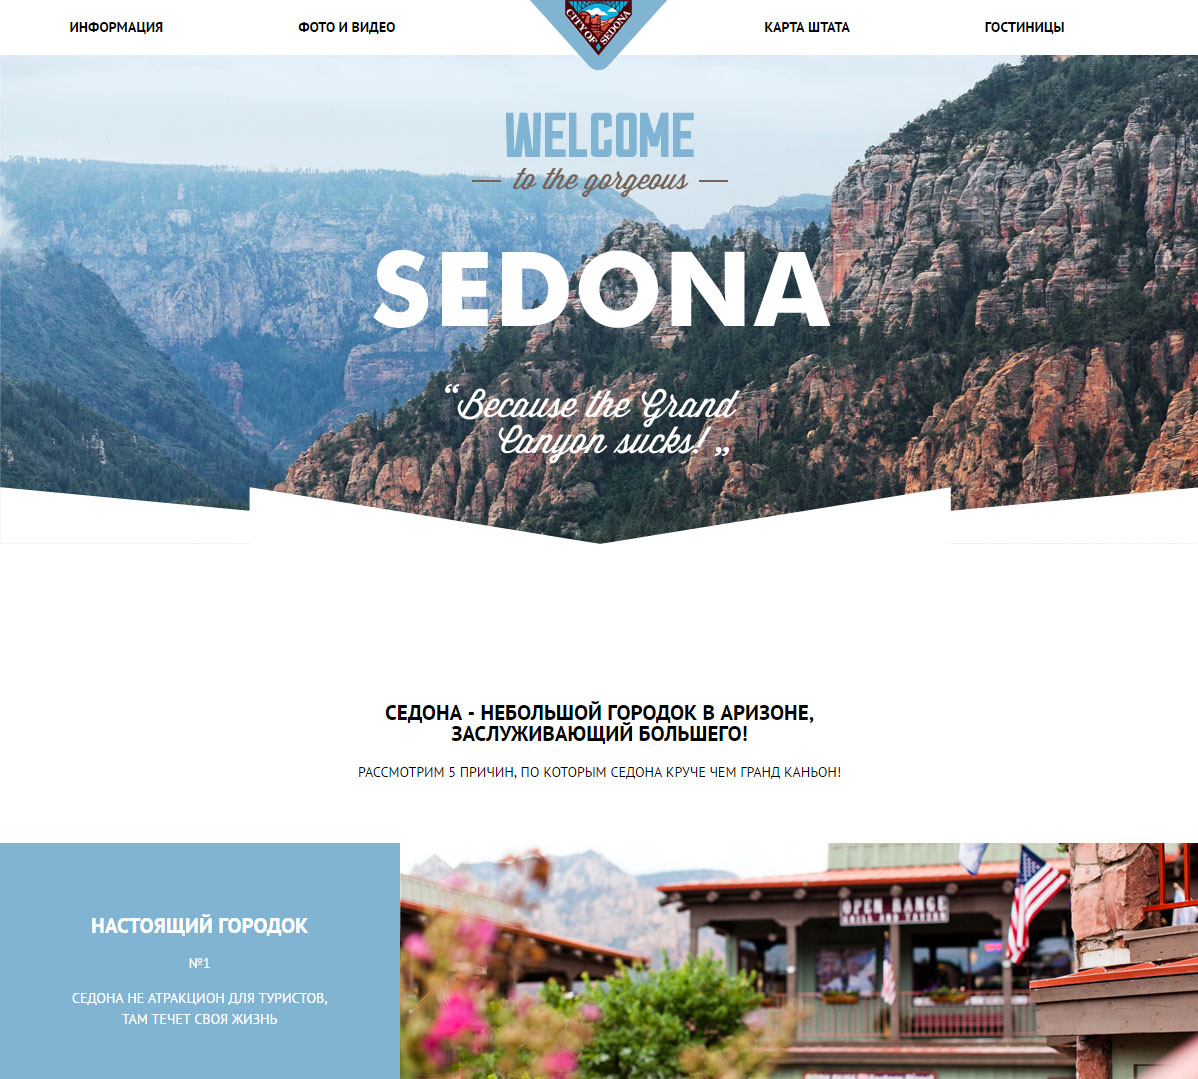 ИНФОРМАЦИЯ
ФОТО И ВИДЕО
CITY OF SEDONA
КАРТА ШТАТА
ГОСТИНИЦЫ
WELCOME
to the gorgeous
SEDONA
“Because the Grand
Canyon sucks!„
СЕДОНА - НЕБОЛЬШОЙ ГОРОДОК В АРИЗОНЕ,
ЗАСЛУЖИВАЮЩИЙ БОЛЬШЕГО!
РАССМОТРИМ 5 ПРИЧИН, ПО КОТОРЫМ СЕДОНА КРУЧЕ ЧЕМ ГРАНД КАНЬОН!
НАСТОЯЩИЙ ГОРОДОК
№1
СЕДОНА НЕ АТРАКЦИОН ДЛЯ ТУРИСТОВ,
ТАМ ТЕЧЕТ СВОЯ ЖИЗНЬ
OPEN RANGE
GRILL AND TAVERN